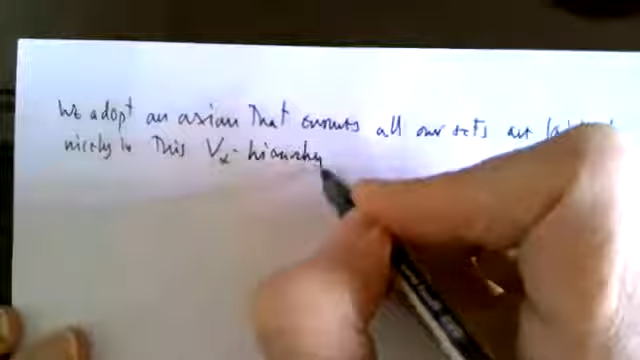 We adopt an axiom that ensures all our sets are
nicely in this Vα-hierarchy